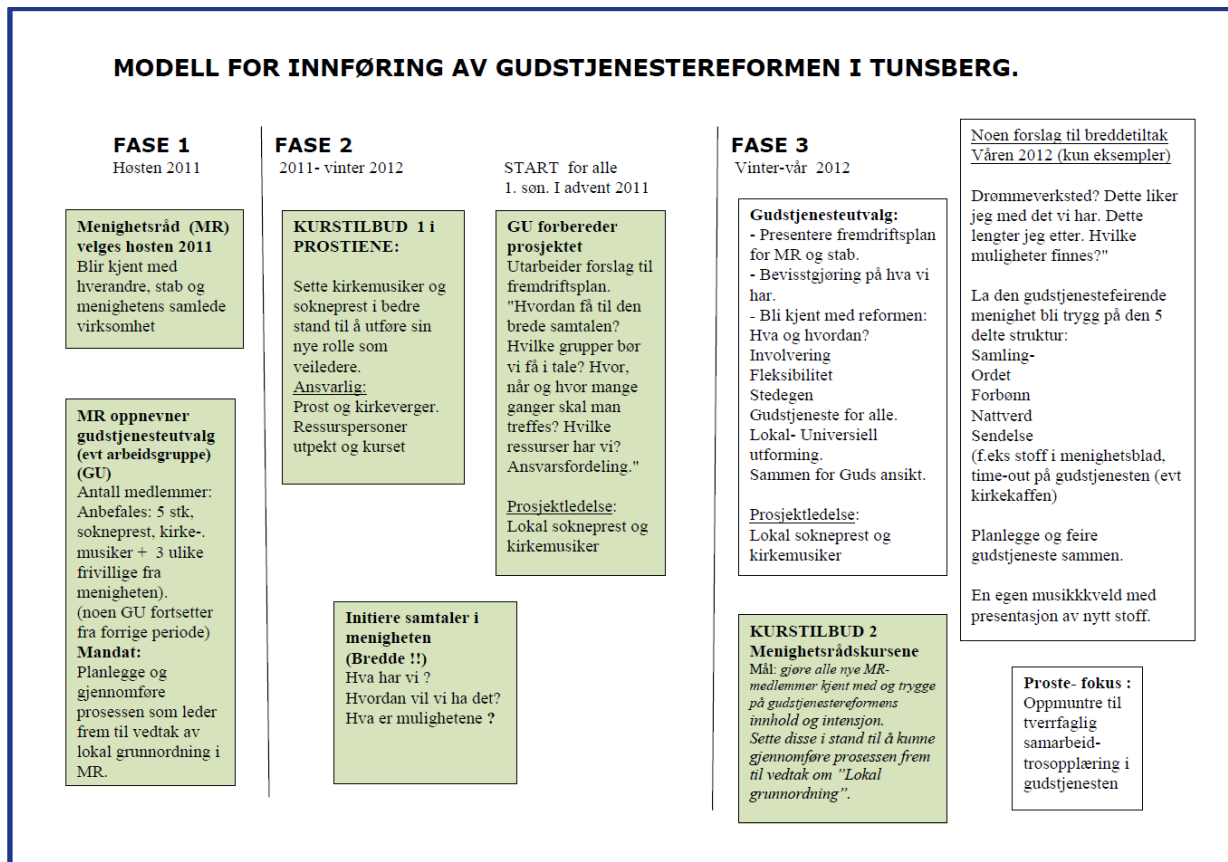 MODELL FOR INNFØRING AV GUDSTJENESTEREFORMEN I TUNSBERG.
FASE 1
Høsten 2011
Menighetsråd (MR)
velges høsten 2011
Blir kjent med
hverandre, stab og
menighetens samlede
virksomhet
MR oppnevner
gudstjenesteutvalg
(evt arbeidsgruppe)
(GU)
Antall medlemmer:
Anbefales: 5 stk,
sokneprest, kirke-.
musiker + 3 ulike
frivillige fra
menigheten).
(noen GU fortsetter
fra forrige periode)
Mandat:
Planlegge og
gjennomføre
prosessen som leder
frem til vedtak av
lokal grunnordning i
MR.
FASE 2
2011- vinter 2012
KURSTILBUD 1 i
PROSTIENE:
Sette kirkemusiker og
sokneprest i bedre
stand til å utføre sin
nye rolle som
veiledere.
Ansvarlig:
Prost og kirkeverger.
Ressurspersoner
utpekt og kurset
Initiere samtaler i
menigheten
(Bredde !!)
Hva har vi ?
Hvordan vil vi ha det?
Hva er mulighetene ?
START for alle
1. søn. I advent 2011
GU forbereder
prosjektet
Utarbeider forslag til
fremdriftsplan.
"Hvordan få til den
brede samtalen?
Hvilke grupper bør
vi få i tale? Hvor,
når og hvor mange
ganger skal man
treffes? Hvilke
ressurser har vi?
Ansvarsfordeling."
Prosjektledelse:
Lokal sokneprest og
kirkemusiker
FASE 3
Vinter-vår 2012
Gudstjenesteutvalg:
- Presentere fremdriftsplan
for MR og stab.
- Bevisstgjøring på hva vi
har.
- Bli kjent med reformen:
Hva og hvordan?
Involvering
Fleksibilitet
Stedegen
Gudstjeneste for alle.
Lokal- Universiell
utforming.
Sammen for Guds ansikt.
Prosjektledelse:
Lokal sokneprest og
kirkemusiker
KURSTILBUD 2
Menighetsrådskursene
Mål: gjøre alle nye MR-
medlemmer kjent med og trygge
på gudstjenestereformens
innhold og intensjon.
Sette disse i stand til å kunne
gjennomføre prosessen frem
til vedtak om ”Lokal
grunnordning”.
Noen forslag til breddetiltak
Våren 2012 (kun eksempler)
Drømmeverksted? Dette liker
jeg med det vi har. Dette
lengter jeg etter. Hvilke
muligheter finnes?"
La den gudstjenestefeirende
menighet bli trygg på den 5
delte struktur:
Samling-
Ordet
Forbønn
Nattverd
Sendelse
(f.eks stoff i menighetsblad,
time-out på gudstjenesten (evt
kirkekaffen)
Planlegge og feire
gudstjeneste sammen.
En egen musikkkveld med
presentasjon av nytt stoff.
Proste- fokus :
Oppmuntre til
tverrfaglig
samarbeid-
trosopplæring i
gudstjenesten